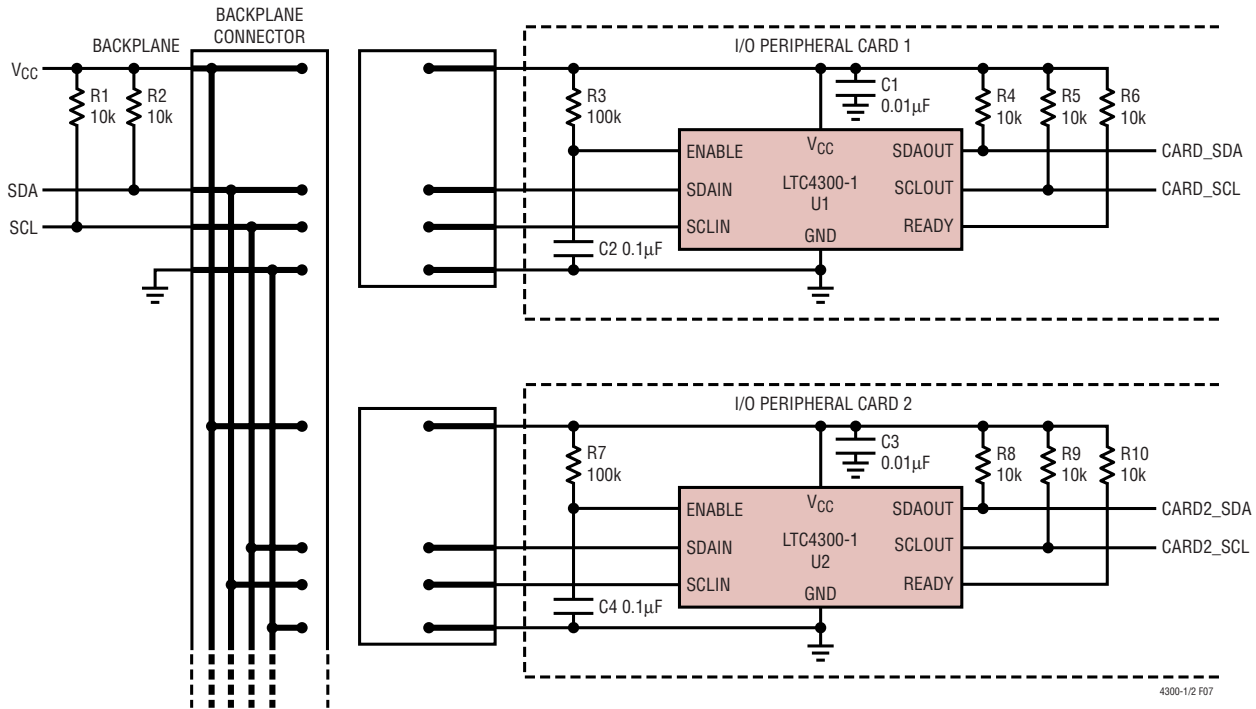 BACKPLANE
CONNECTOR
BACKPLANE
VCC
R1
10k
R2
10k
SDA
SCL
I/O PERIPHERAL CARD 1
R3
100k
C1
0.01µF
R4
10k
R5
10k
R6
10k
ENABLE
VCC
SDAOUT
CARD_SDA
SDAIN
LTC4300-1
U1
SCLOUT
CARD_SCL
SCLIN
GND
READY
C2 0.1µF
I/O PERIPHERAL CARD 2
R7
100k
C3
0.01µF
R8
10k
R9
10k
R10
10k
ENABLE
VCC
SDAOUT
CARD2_SDA
SDAIN
LTC4300-1
U2
SCLOUT
CARD2_SCL
SCLIN
GND
READY
C4 0.1µF
4300-1/2 F07